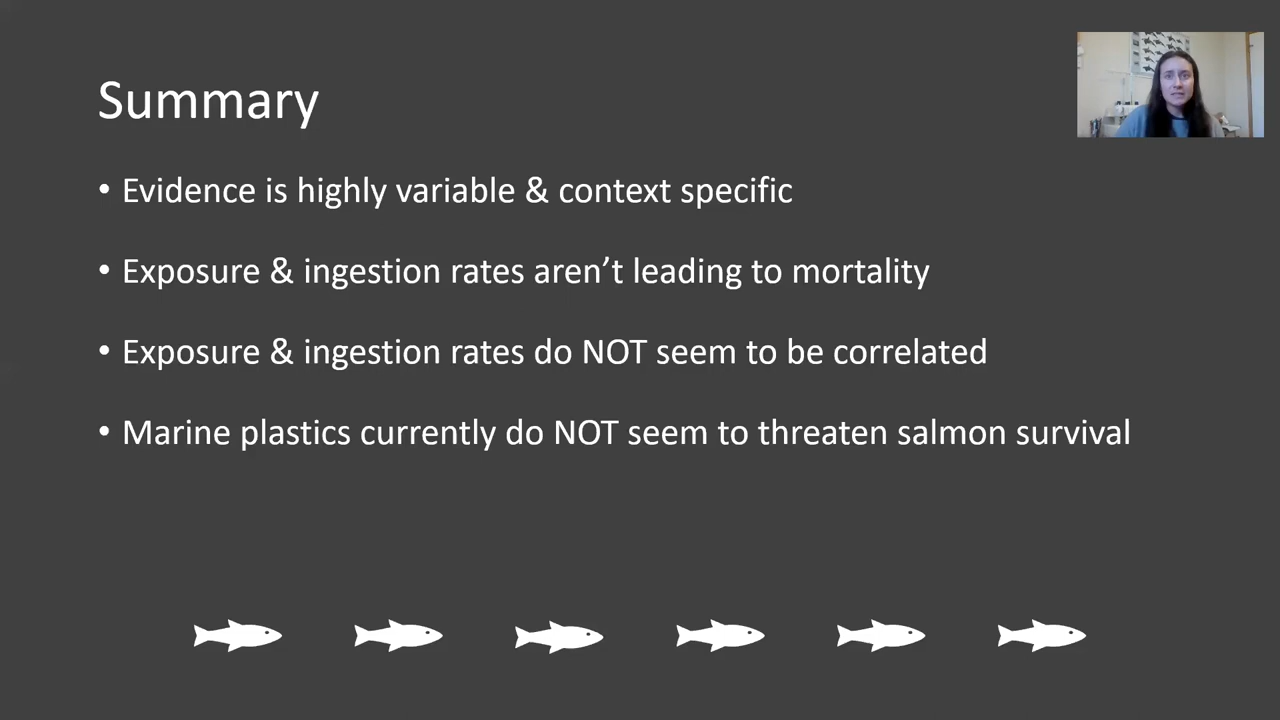 Summary
• Evidence is highly variable & context specific
• Exposure & ingestion rates aren’t leading to mortality
• Exposure & ingestion rates do NOT seem to be correlated
• Marine plastics currently do NOT seem to threaten salmon survival